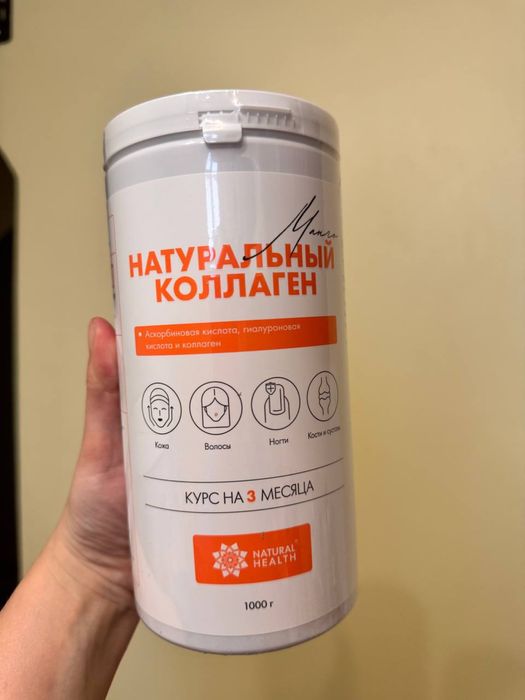 Манго
НАТУРАЛЬНЫЙ
КОЛЛАГЕН
Аскорбиновая кислота, гиалуроновая
кислота и коллаген
Кожа
Волосы
Ногти
Кости и суставы
КУРС НА 3 МЕСЯЦА
NATURAL
HEALTH
1000 г